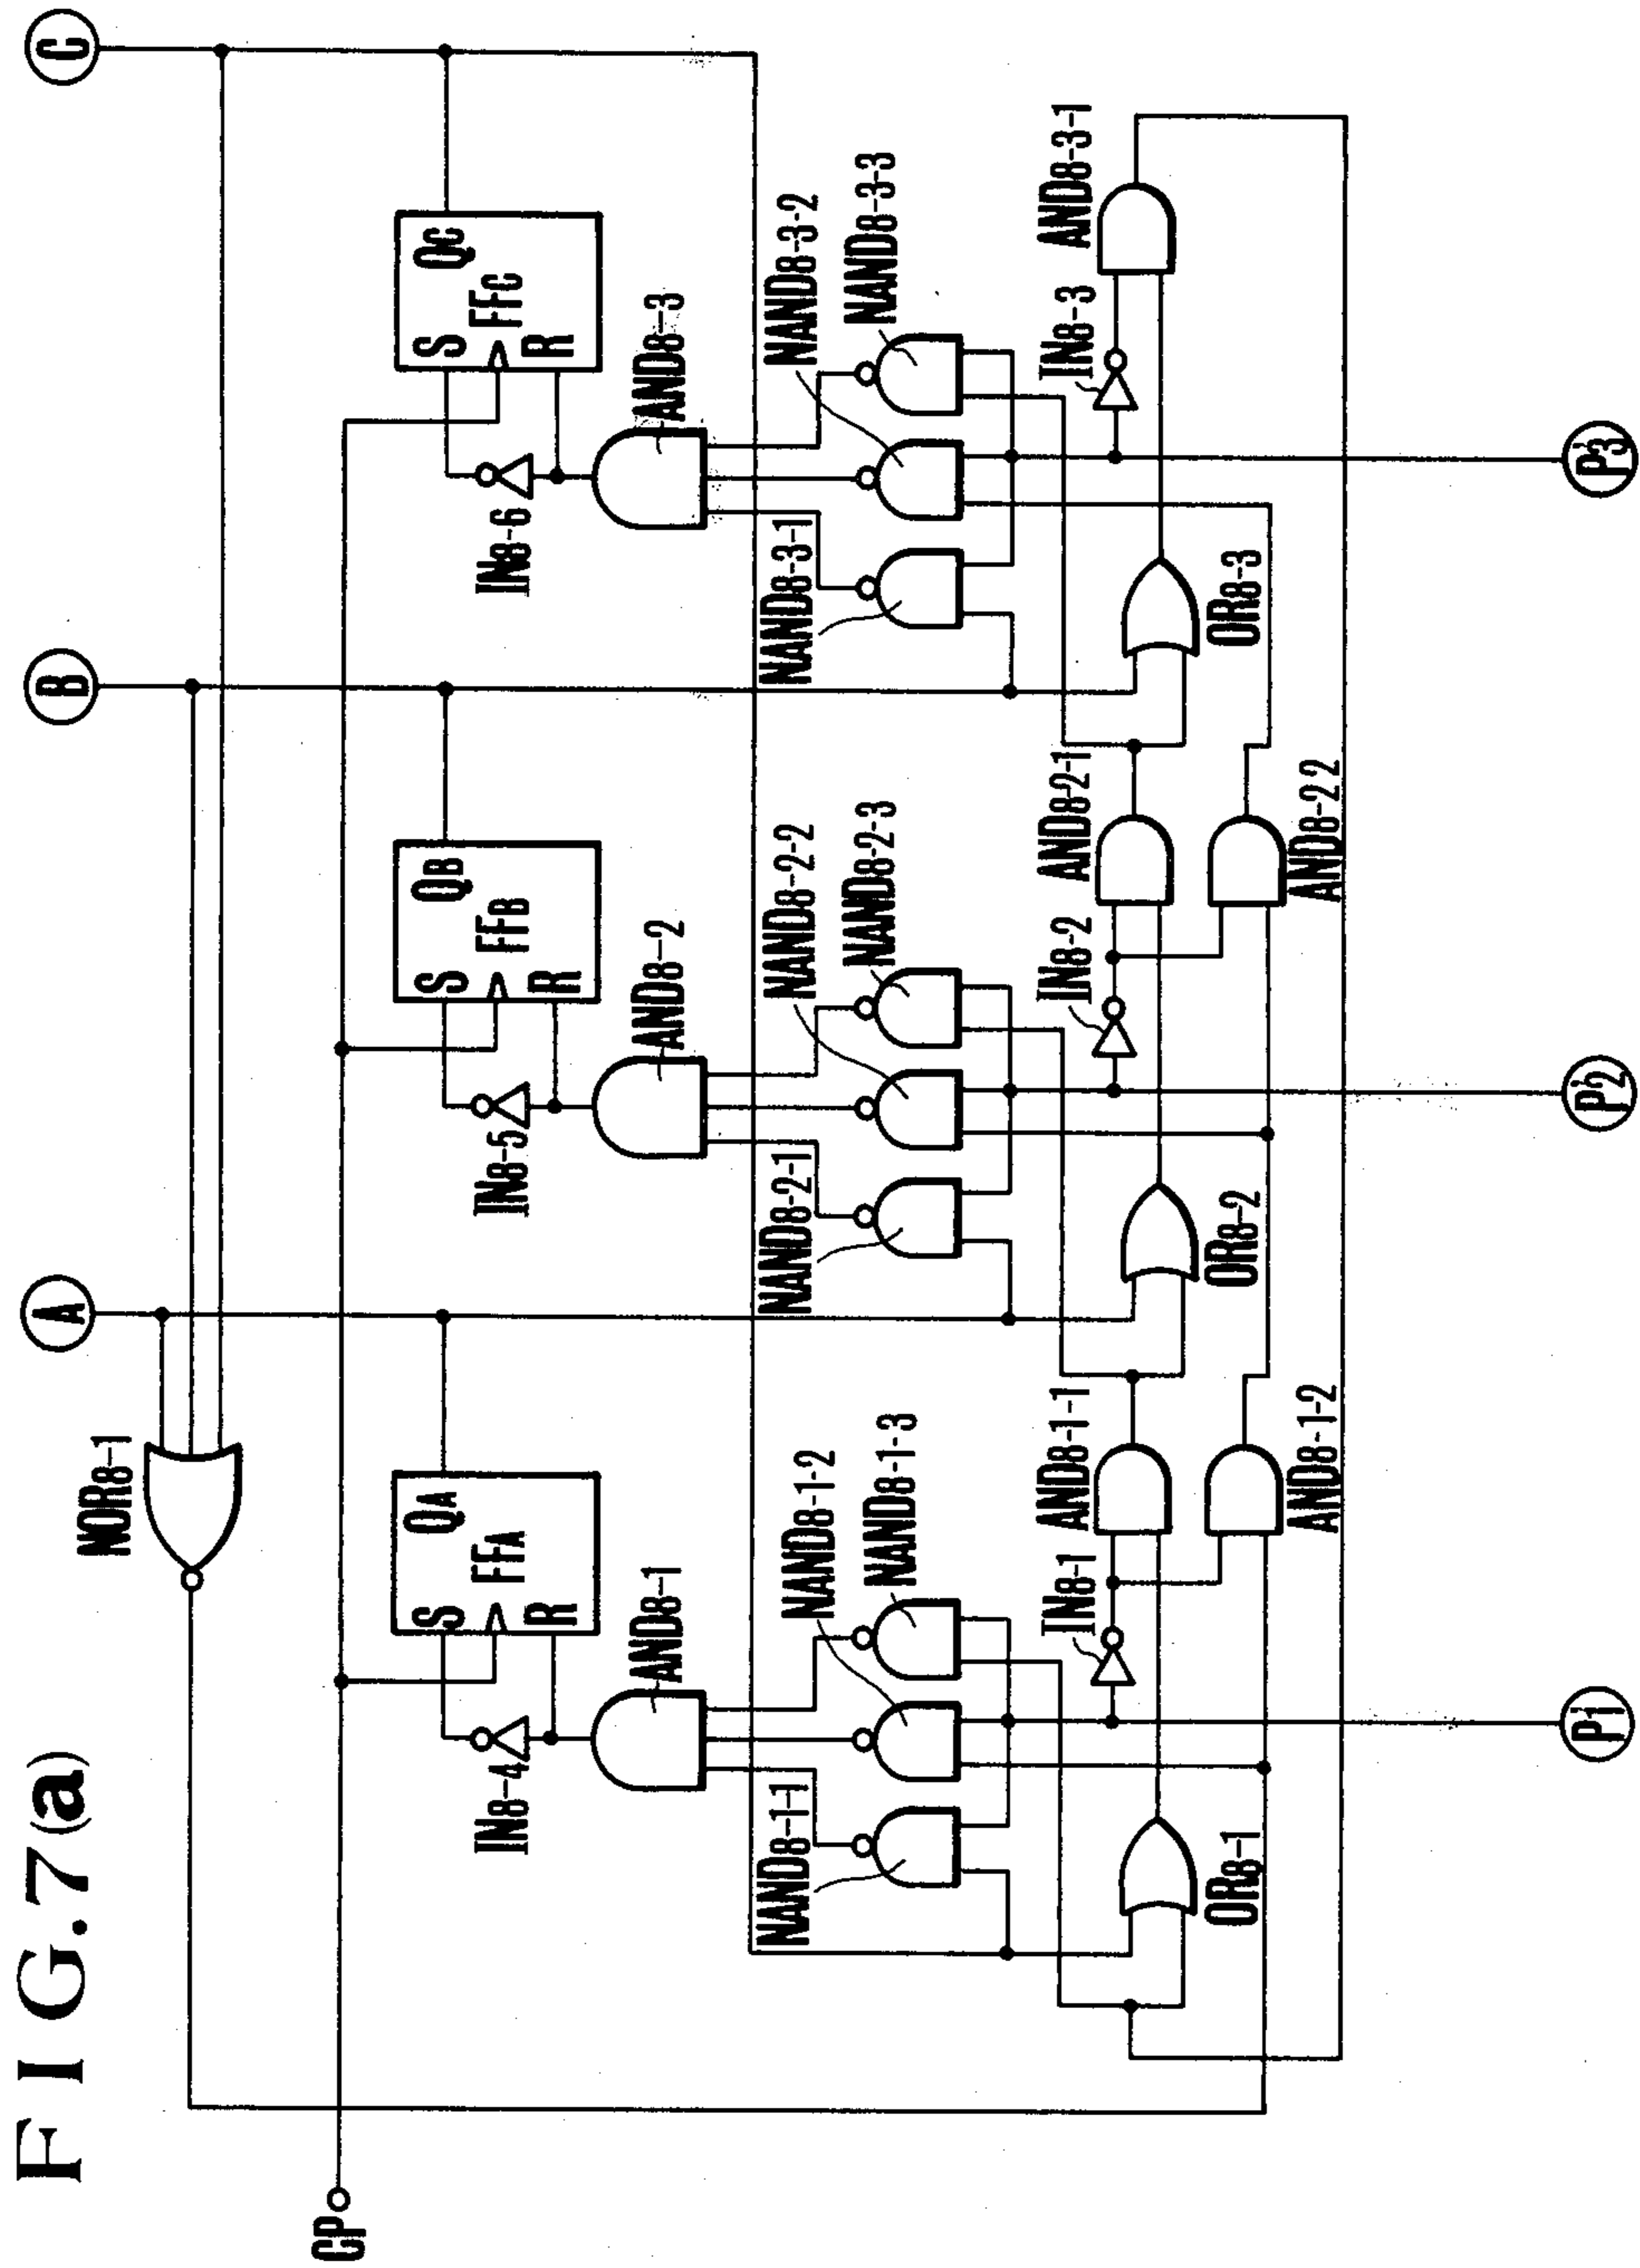 FIG.7(a)
A
B
C
NOR8-1
CP
S
QA
FFA
R
S
QB
FFB
R
S
QC
FFC
R
IN8-4
IN8-5
IN8-6
AND8-1
AND8-2
AND8-3
NAND8-1-1
NAND8-1-2
NAND8-1-3
NAND8-2-1
NAND8-2-2
NAND8-2-3
NAND8-3-1
NAND8-3-2
NAND8-3-3
IN8-1
AND8-1-1
IN8-2
AND8-2-1
IN8-3
AND8-3-1
OR8-1
AND8-1-2
OR8-2
AND8-2 2
OR8-3
P'1
P'2
P'3